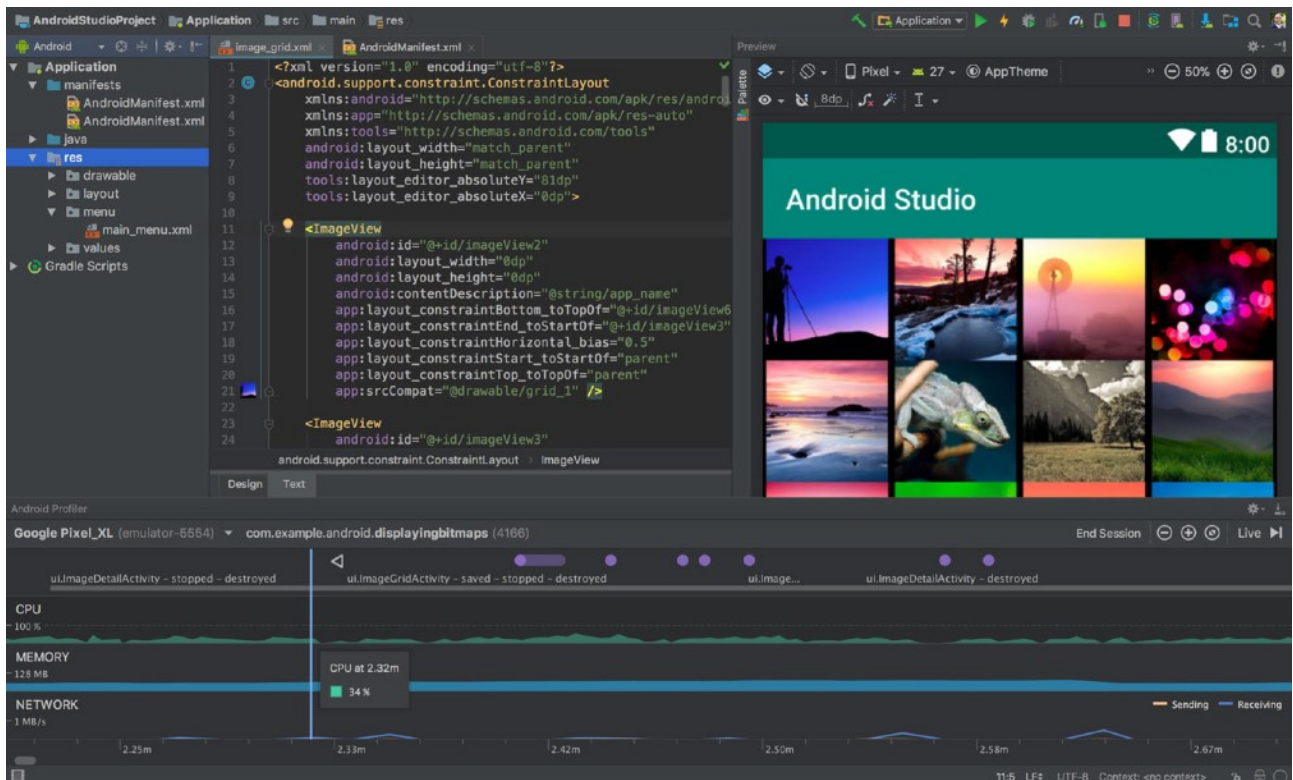 AndroidStudioProject Application src main res
Application
Android
image_grid.xml AndroidManifest.xml
Preview
Application
manifests
AndroidManifest.xml
AndroidManifest.xml
java
res
drawable
layout
menu
main_menu.xml
values
Gradle Scripts
1 <?xml version="1.0" encoding="utf-8"?>
2 <android.support.constraint.ConstraintLayout
3 xmlns:android="http://schemas.android.com/apk/res/androi
4 xmlns:app="http://schemas.android.com/apk/res-auto"
5 xmlns:tools="http://schemas.android.com/tools"
6 android:layout_width="match_parent"
7 android:layout_height="match_parent"
8 tools:layout_editor_absoluteY="81dp"
9 tools:layout_editor_absoluteX="0dp">
10
11 <ImageView
12 android:id="@+id/imageView2"
13 android:layout_width="0dp"
14 android:layout_height="0dp"
15 android:contentDescription="@string/app_name"
16 app:layout_constraintBottom_toTopOf="@+id/imageView6
17 app:layout_constraintEnd_toStartOf="@+id/imageView3"
18 app:layout_constraintHorizontal_bias="0.5"
19 app:layout_constraintStart_toStartOf="parent"
20 app:layout_constraintTop_toTopOf="parent"
21 app:srcCompat="@drawable/grid_1" />
22
23 <ImageView
24 android:id="@+id/imageView3"
android.support.constraint.ConstraintLayout ImageView
Design Text
Palette
Pixel 27 AppTheme 50%
8dp
8:00
Android Studio
Android Profiler
Google Pixel_XL (emulator-5554) com.example.android.displayingbitmaps (4166)
End Session Live
ui.ImageDetailActivity - stopped - destroyed ui.ImageGridActivity - saved - stopped - destroyed ui.Image... ui.ImageDetailActivity - destroyed
CPU
100 %
MEMORY
128 MB
CPU at 2.32m
34 %
NETWORK
1 MB/s
Sending Receiving
2.25m 2.33m 2.42m 2.50m 2.58m 2.67m
11:5 LF UTF-8 Context: <no context>